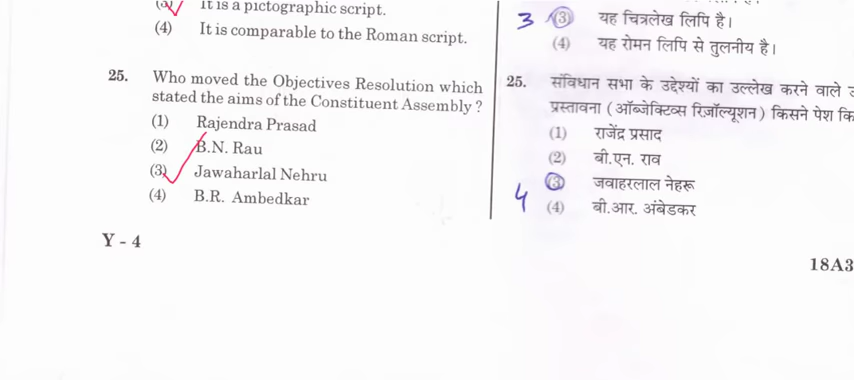 (3) It is a pictographic script.
(4) It is comparable to the Roman script.
25. Who moved the Objectives Resolution which
stated the aims of the Constituent Assembly ?
(1) Rajendra Prasad
(2) B.N. Rau
(3) Jawaharlal Nehru
(4) B.R. Ambedkar
Y - 4
3 (3) यह चित्रलेख लिपि है।
(4) यह रोमन लिपि से तुलनीय है।
25. संविधान सभा के उद्देश्यों का उल्लेख करने वाले
प्रस्तावना (ऑब्जेक्टिव्स रिज़ॉल्यूशन) किसने पेश
(1) राजेंद्र प्रसाद
(2) बी.एन. राव
(3) जवाहरलाल नेहरू
4 (4) बी.आर. अंबेडकर
18A3